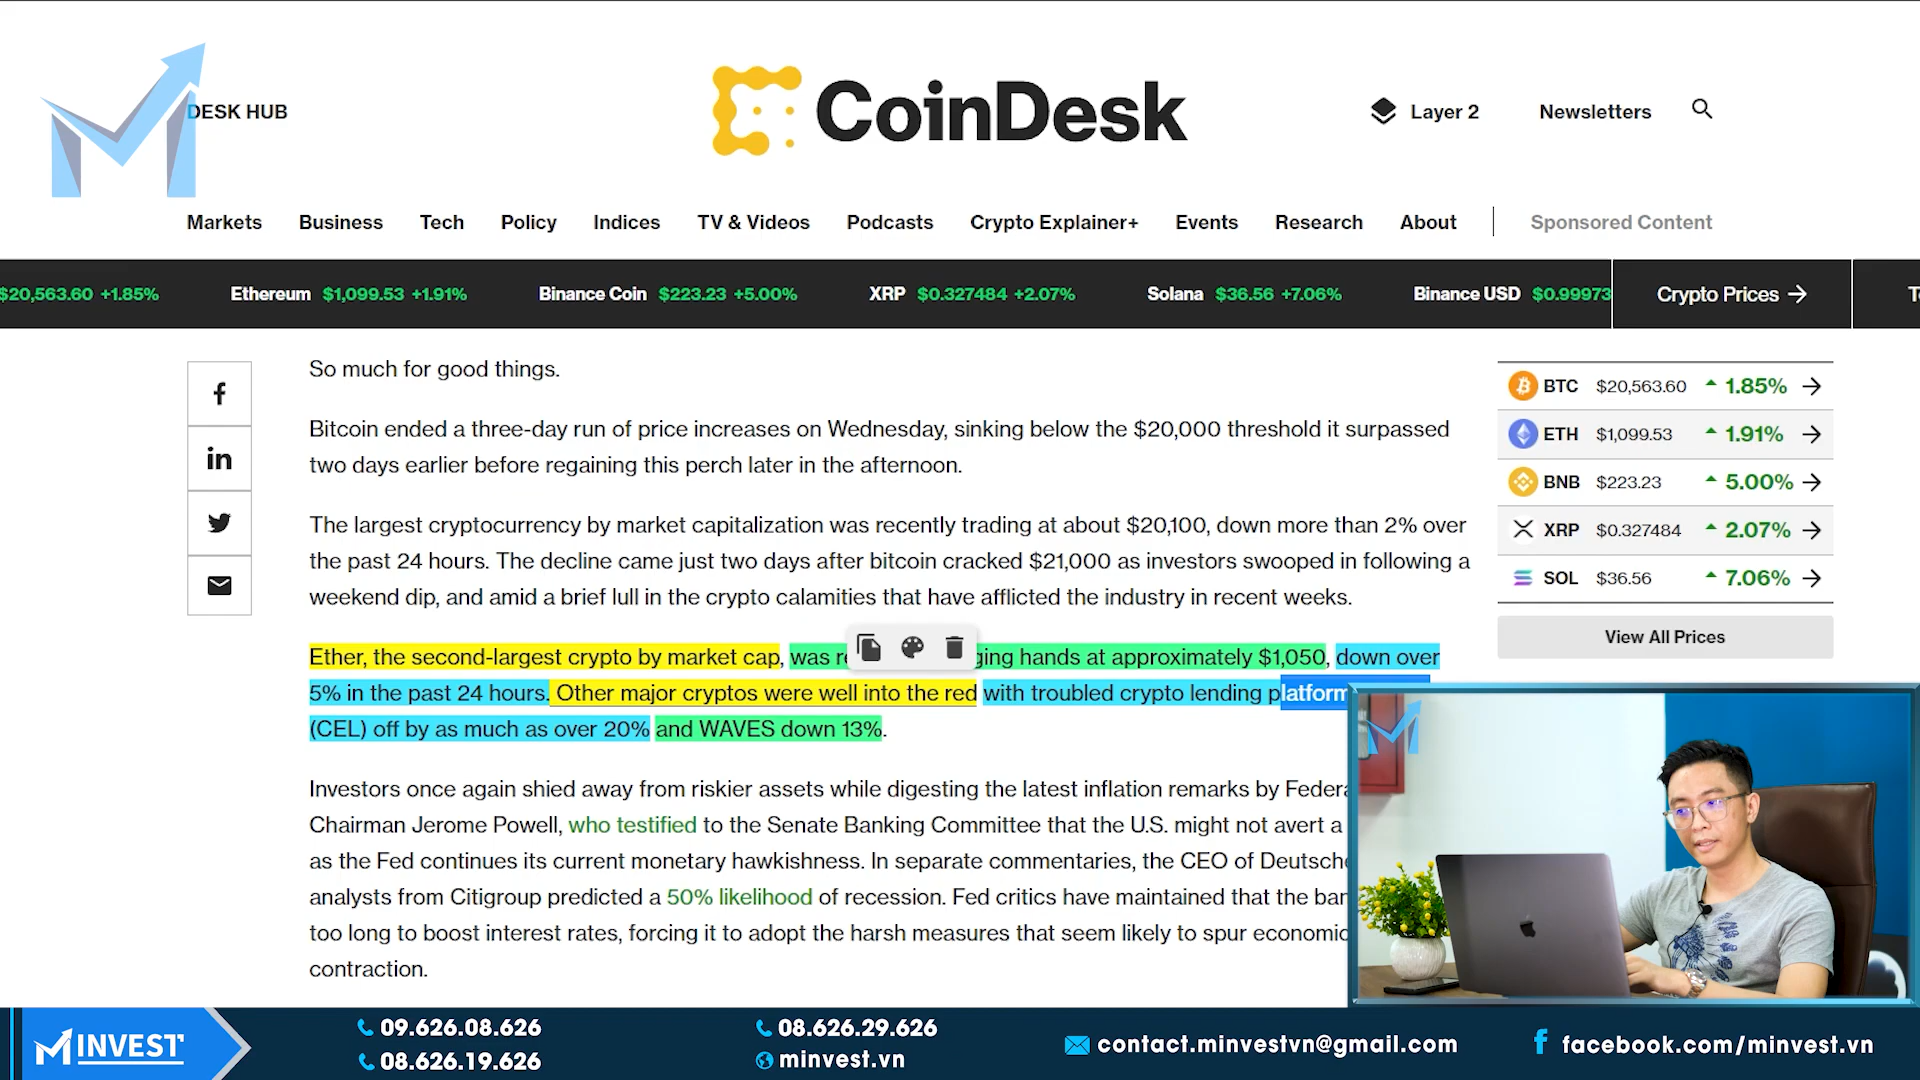 DESK HUB
CoinDesk
Layer 2
Newsletters
Markets
Business
Tech
Policy
Indices
TV & Videos
Podcasts
Crypto Explainer+
Events
Research
About
Sponsored Content
$20,563.60 +1.85%
Ethereum $1,099.53 +1.91%
Binance Coin $223.23 +5.00%
XRP $0.327484 +2.07%
Solana $36.56 +7.06%
Binance USD $0.99973
Crypto Prices
So much for good things.
Bitcoin ended a three-day run of price increases on Wednesday, sinking below the $20,000 threshold it surpassed
two days earlier before regaining this perch later in the afternoon.
The largest cryptocurrency by market capitalization was recently trading at about $20,100, down more than 2% over
the past 24 hours. The decline came just two days after bitcoin cracked $21,000 as investors swooped in following a
weekend dip, and amid a brief lull in the crypto calamities that have afflicted the industry in recent weeks.
Ether, the second-largest crypto by market cap, was hands at approximately $1,050, down over
5% in the past 24 hours. Other major cryptos were well into the red with troubled crypto lending platform
(CEL) off by as much as over 20% and WAVES down 13%.
Investors once again shied away from riskier assets while digesting the latest inflation remarks by
Chairman Jerome Powell, who testified to the Senate Banking Committee that the U.S. might not avert a
as the Fed continues its current monetary hawkishness. In separate commentaries, the CEO of Deutsche
analysts from Citigroup predicted a 50% likelihood of recession. Fed critics have maintained that the
too long to boost interest rates, forcing it to adopt the harsh measures that seem likely to spur economic
contraction.
BTC $20,563.60 1.85%
ETH $1,099.53 1.91%
BNB $223.23 5.00%
XRP $0.327484 2.07%
SOL $36.56 7.06%
View All Prices
MINVEST
09.626.08.626
08.626.19.626
08.626.29.626
minvest.vn
contact.minvestvn@gmail.com
facebook.com/minvest.vn